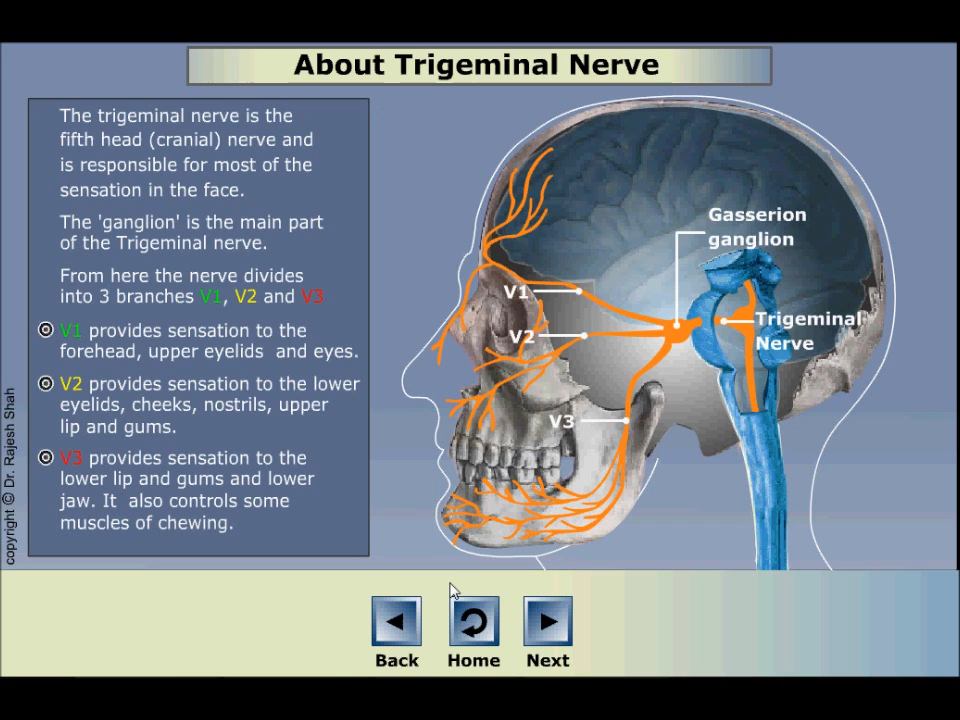 About Trigeminal Nerve
The trigeminal nerve is the
fifth head (cranial) nerve and
is responsible for most of the
sensation in the face.
The 'ganglion' is the main part
of the Trigeminal nerve.
From here the nerve divides
into 3 branches V1, V2 and V3
V1 provides sensation to the
forehead, upper eyelids and eyes.
V2 provides sensation to the lower
eyelids, cheeks, nostrils, upper
lip and gums.
V3 provides sensation to the
lower lip and gums and lower
jaw. It also controls some
muscles of chewing.
Gasserion
ganglion
V1
V2
Trigeminal
Nerve
V3
copyright © Dr. Rajesh Shah
Back Home Next